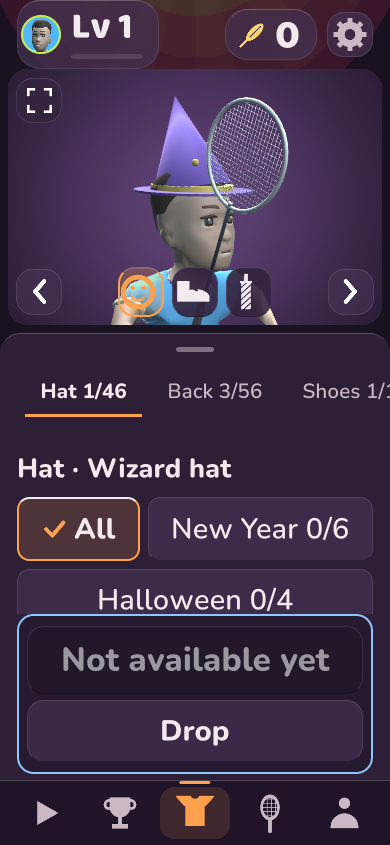 Lv 1
0
Hat 1/46
Back 3/56
Shoes 1/1
Hat · Wizard hat
All
New Year 0/6
Halloween 0/4
Not available yet
Drop